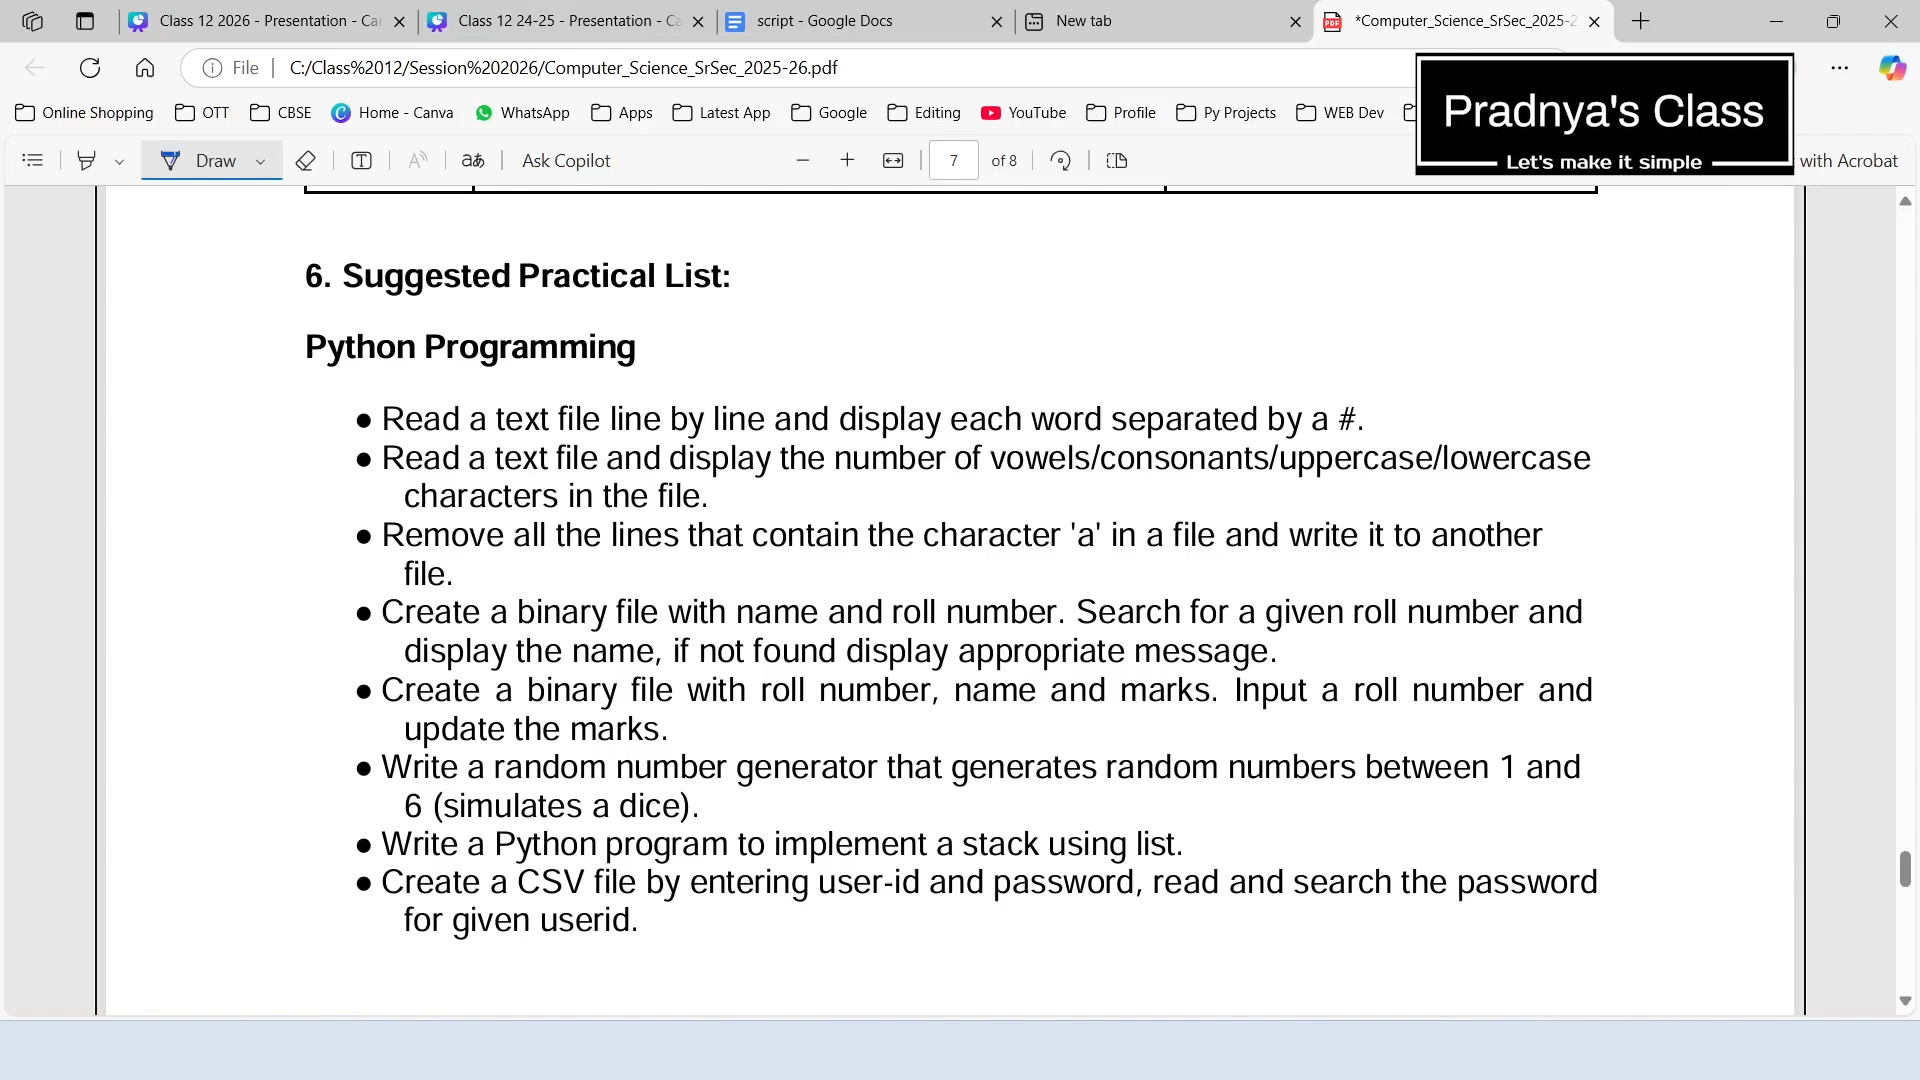 Class 12 2026 - Presentation - Ca
Class 12 24-25 - Presentation - Ca
script - Google Docs
New tab
*Computer_Science_SrSec_2025-2
File
C:/Class%2012/Session%202026/Computer_Science_SrSec_2025-26.pdf
Online Shopping
OTT
CBSE
Home - Canva
WhatsApp
Apps
Latest App
Google
Editing
YouTube
Profile
Py Projects
WEB Dev
Pradnya's Class
Let's make it simple
Draw
Ask Copilot
7
of 8
with Acrobat
6. Suggested Practical List:
Python Programming
● Read a text file line by line and display each word separated by a #.
● Read a text file and display the number of vowels/consonants/uppercase/lowercase
characters in the file.
● Remove all the lines that contain the character 'a' in a file and write it to another
file.
● Create a binary file with name and roll number. Search for a given roll number and
display the name, if not found display appropriate message.
● Create a binary file with roll number, name and marks. Input a roll number and
update the marks.
● Write a random number generator that generates random numbers between 1 and
6 (simulates a dice).
● Write a Python program to implement a stack using list.
● Create a CSV file by entering user-id and password, read and search the password
for given userid.